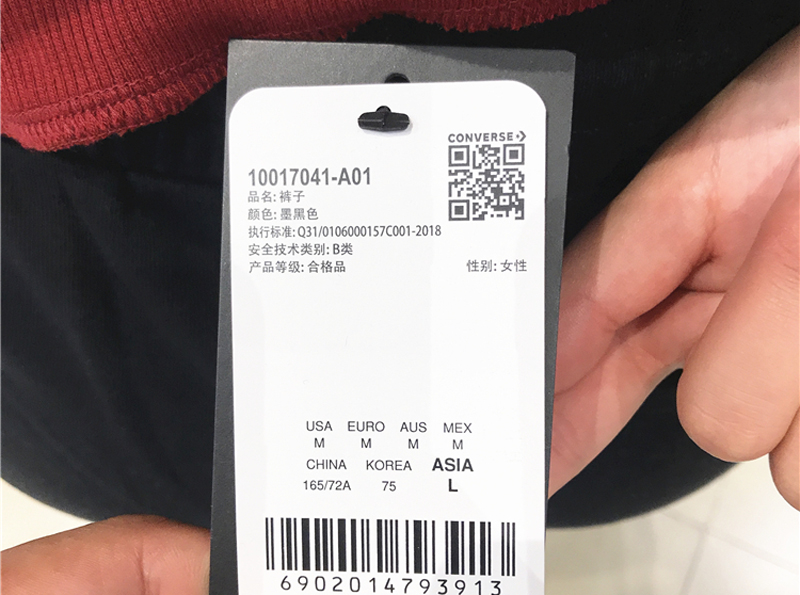 CONVERSE
10017041-A01
品名: 裤子
颜色: 墨黑色
执行标准: Q31/0106000157C001-2018
安全技术类别: B类
产品等级: 合格品 性别: 女性
USA EURO AUS MEX
M M M M
CHINA KOREA ASIA
165/72A 75 L
6902014793913